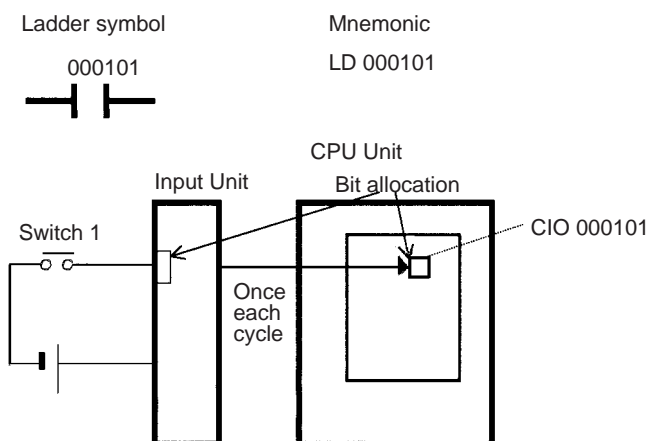 Ladder symbol
Mnemonic
000101
LD 000101
CPU Unit
Input Unit
Bit allocation
Switch 1
CIO 000101
Once
each
cycle